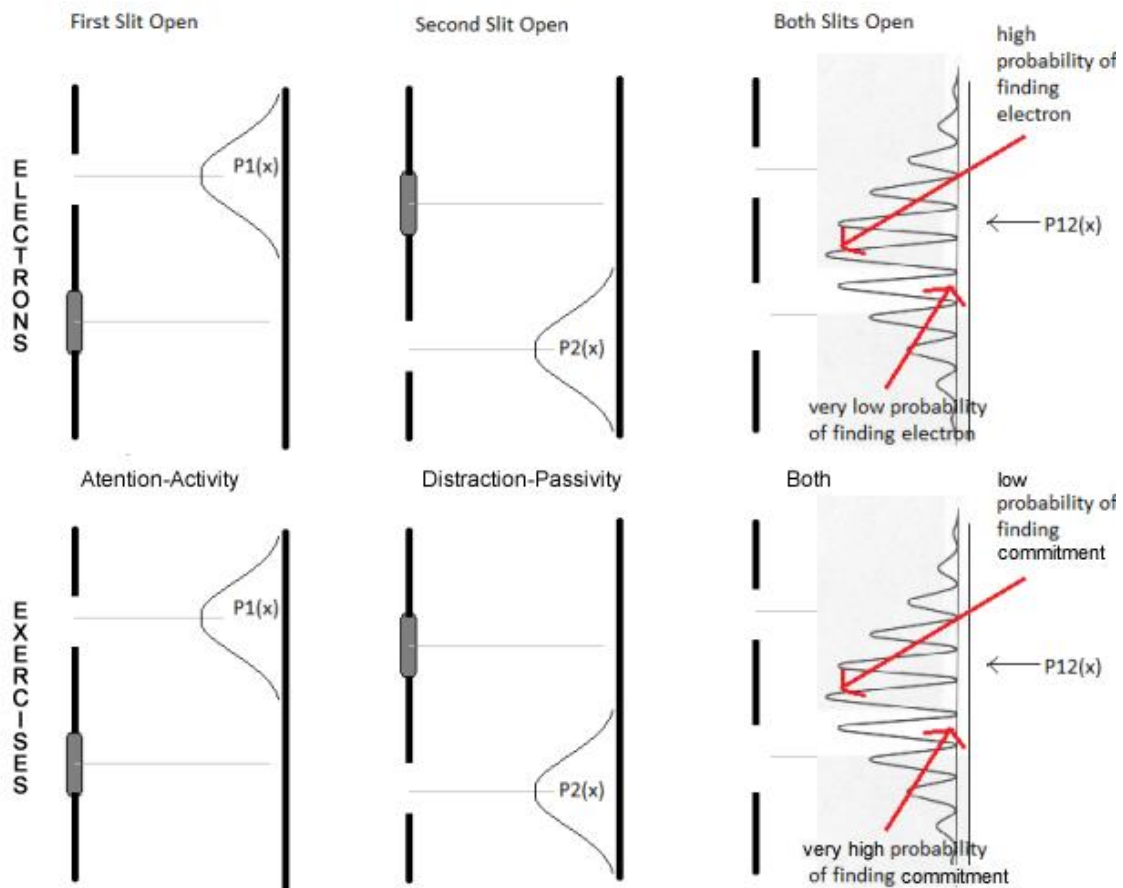 First Slit Open
Second Slit Open
Both Slits Open
high
probability of
finding
electron
ELECTRONS
P1(x)
P2(x)
P12(x)
very low probability
of finding electron
Atention-Activity
Distraction-Passivity
Both
low
probability of
finding
commitment
EXERCISES
P1(x)
P2(x)
P12(x)
very high probability
of finding commitment